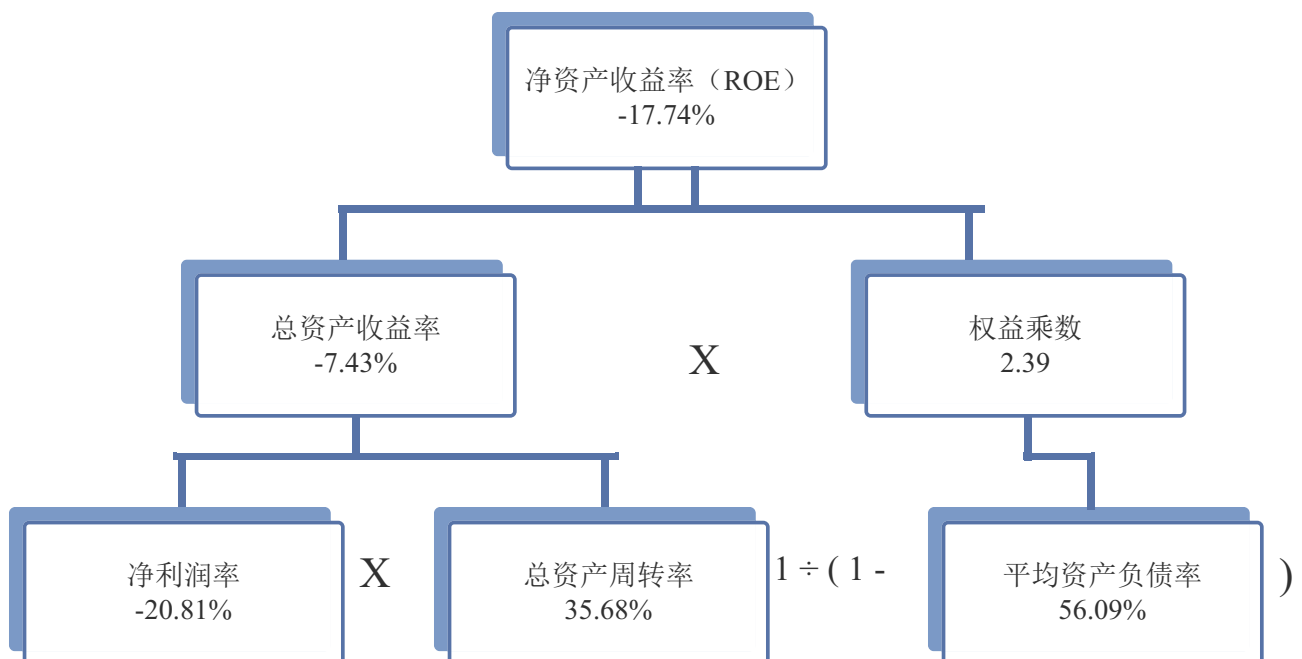 净资产收益率（ROE）
-17.74%
总资产收益率
-7.43%
X
权益乘数
2.39
净利润率
-20.81%
X
总资产周转率
35.68%
1 ÷ ( 1 -
平均资产负债率
56.09%
)